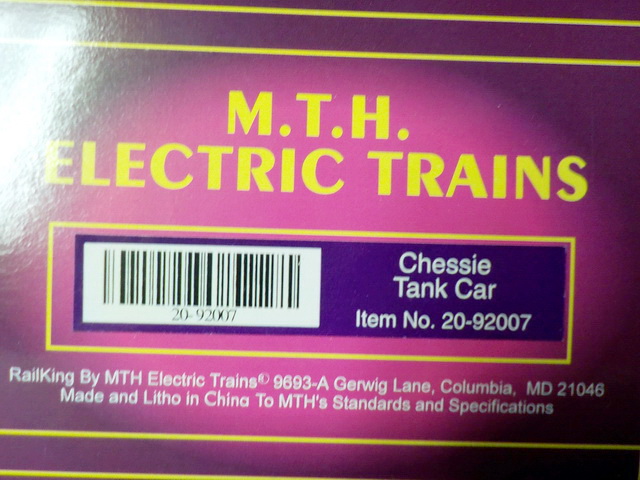 M.T.H.
ELECTRIC TRAINS
20-92007
Chessie
Tank Car
Item No. 20-92007
RailKing By MTH Electric Trains© 9693-A Gerwig Lane, Columbia, MD 21046
Made and Litho in China To MTH's Standards and Specifications